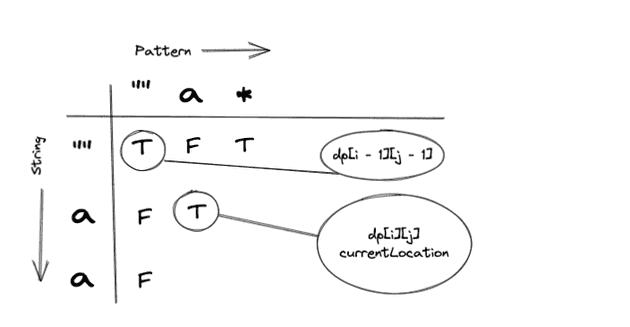 Pattern
"" a *
String
"" T F T
dp[i - 1][j - 1]
a F T
dp[i][j]
currentLocation
a F